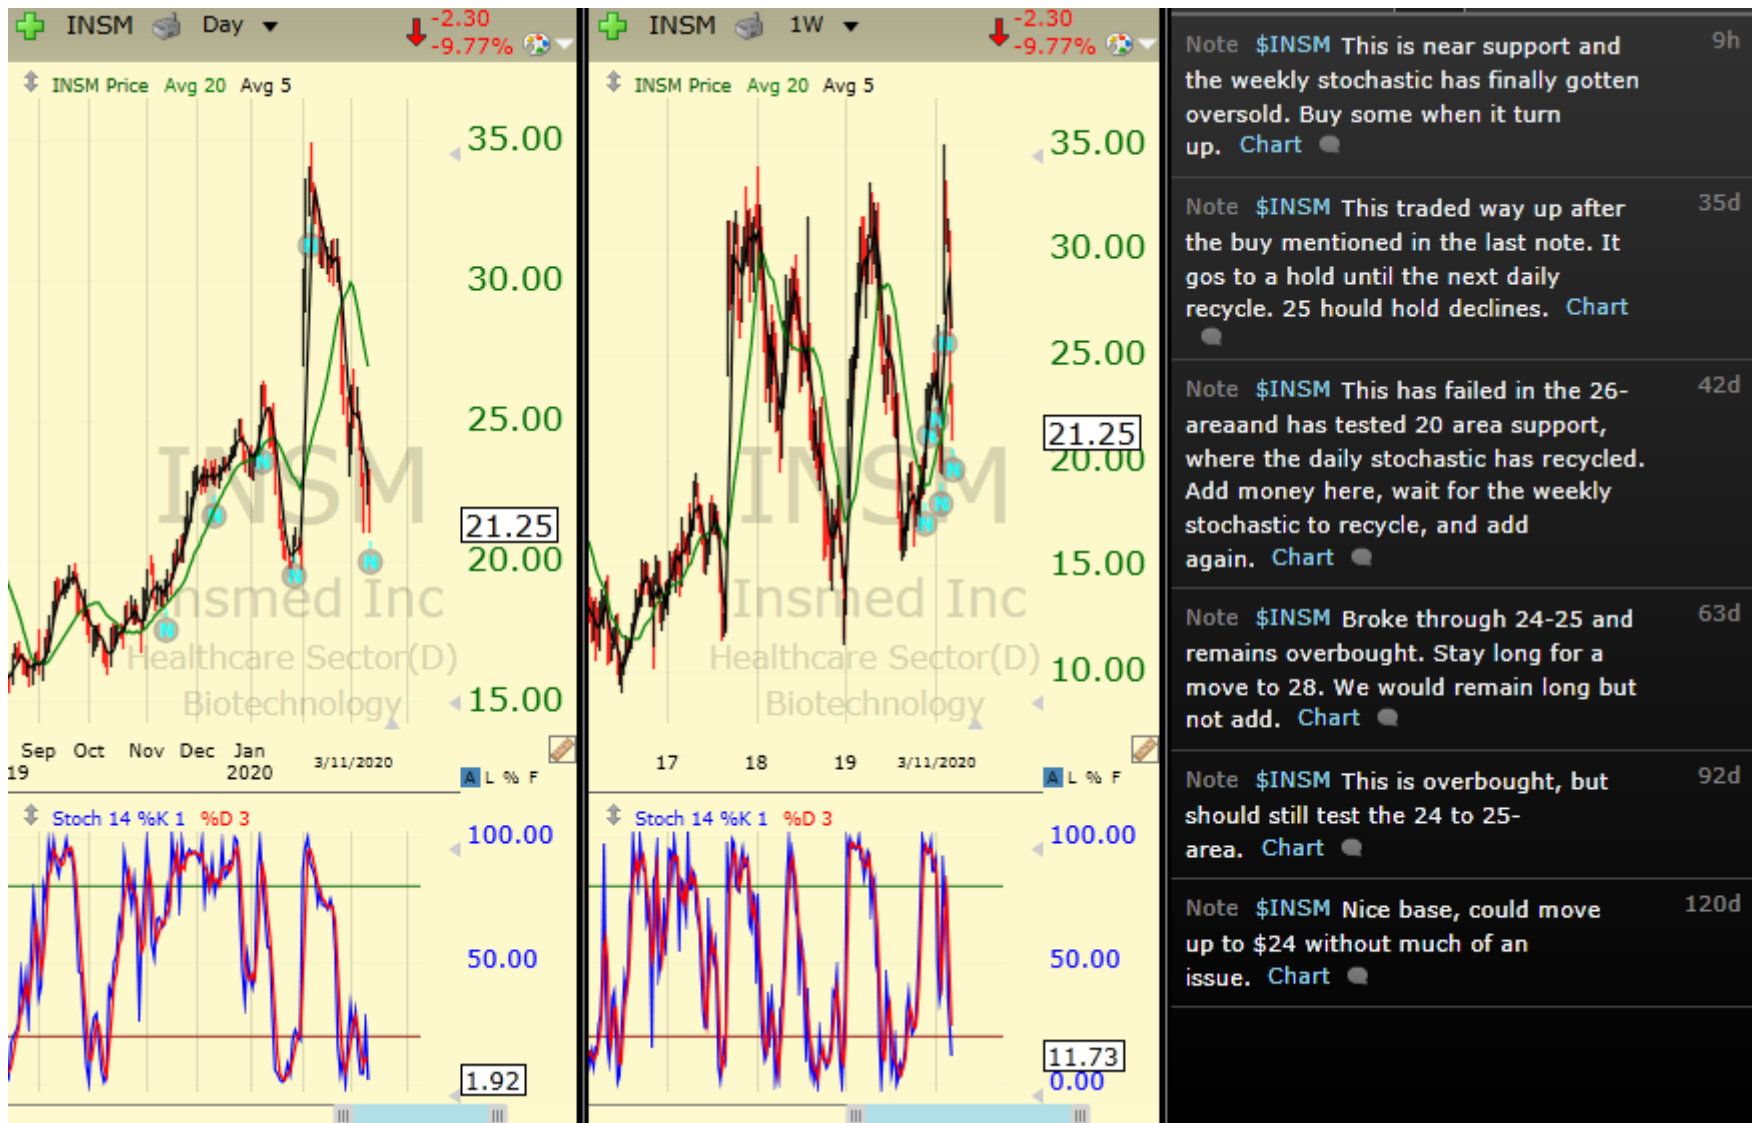 INSM Day -2.30
-9.77%
INSM Price Avg 20 Avg 5
35.00
30.00
25.00
INSM
21.25
20.00
Insmed Inc
Healthcare Sector(D)
Biotechnology
15.00
Sep Oct Nov Dec Jan 3/11/2020
19 2020
A L % F
Stoch 14 %K 1 %D 3
100.00
50.00
1.92
N
N
N
N
N
N
INSM 1W -2.30
-9.77%
INSM Price Avg 20 Avg 5
35.00
30.00
25.00
21.25
INSM
20.00
15.00
Insmed Inc
Healthcare Sector(D)
10.00
Biotechnology
17 18 19 3/11/2020
A L % F
Stoch 14 %K 1 %D 3
100.00
50.00
11.73
0.00
N
N
N
N
N
N
Note $INSM This is near support and 9h
the weekly stochastic has finally gotten
oversold. Buy some when it turn
up. Chart
Note $INSM This traded way up after 35d
the buy mentioned in the last note. It
gos to a hold until the next daily
recycle. 25 hould hold declines. Chart
Note $INSM This has failed in the 26- 42d
areaand has tested 20 area support,
where the daily stochastic has recycled.
Add money here, wait for the weekly
stochastic to recycle, and add
again. Chart
Note $INSM Broke through 24-25 and 63d
remains overbought. Stay long for a
move to 28. We would remain long but
not add. Chart
Note $INSM This is overbought, but 92d
should still test the 24 to 25-
area. Chart
Note $INSM Nice base, could move 120d
up to $24 without much of an
issue. Chart